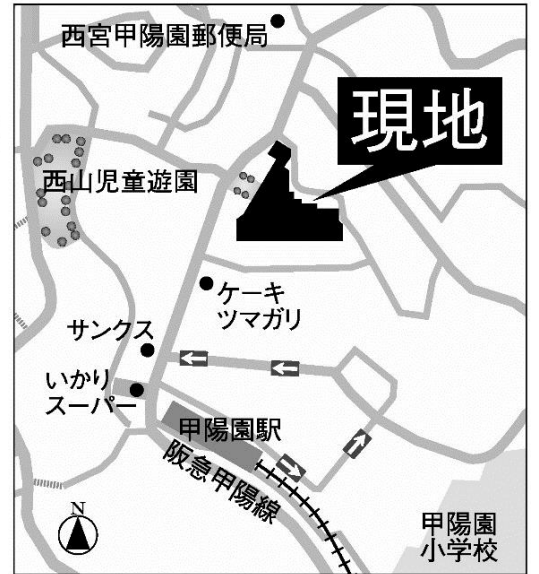 西宮甲陽園郵便局
現地
西山児童遊園
ケーキ
ツマガリ
サンクス
いかり
スーパー
甲陽園駅
阪急甲陽線
N
甲陽園
小学校